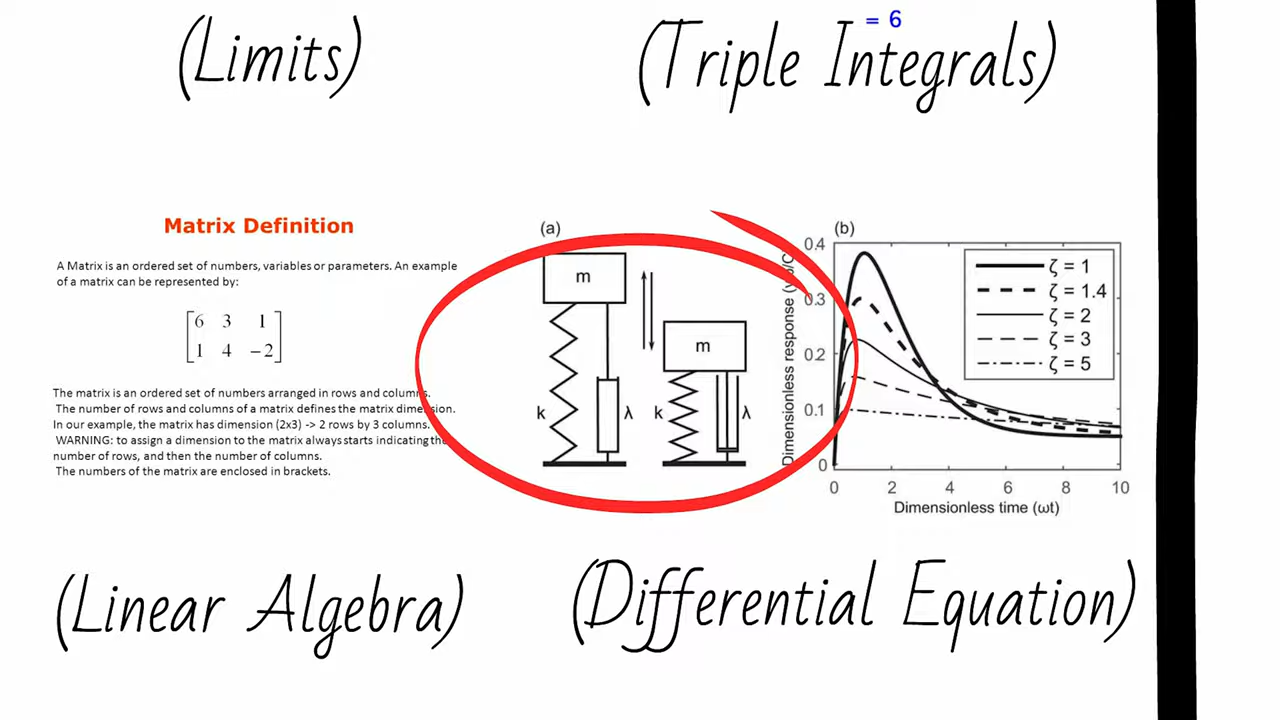 = 6
(Limits)
(Triple Integrals)
Matrix Definition
A Matrix is an ordered set of numbers, variables or parameters. An example
of a matrix can be represented by:
6 3 1
1 4 −2
The matrix is an ordered set of numbers arranged in rows and columns.
The number of rows and columns of a matrix defines the matrix dimension.
In our example, the matrix has dimension (2x3) -> 2 rows by 3 columns.
WARNING: to assign a dimension to the matrix always starts indicating the
number of rows, and then the number of columns.
The numbers of the matrix are enclosed in brackets.
(a)
m
m
k
λ
k
λ
(b)
Dimensionless response
0.4
0.3
0.2
0.1
0
ζ = 1
ζ = 1.4
ζ = 2
ζ = 3
ζ = 5
0 2 4 6 8 10
Dimensionless time (ωt)
(Linear Algebra)
(Differential Equation)